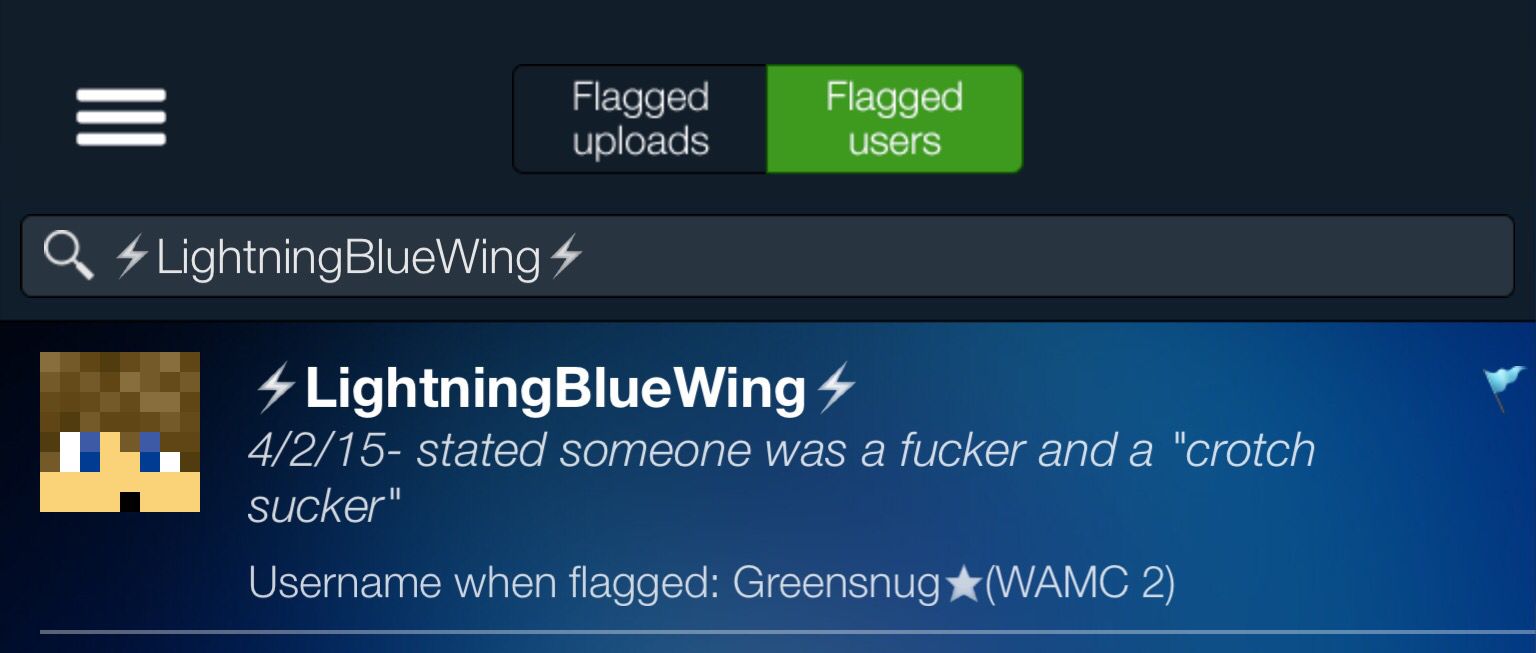 Flagged uploads
Flagged users
⚡LightningBlueWing⚡
⚡LightningBlueWing⚡
4/2/15- stated someone was a fucker and a "crotch
sucker"
Username when flagged: Greensnug★(WAMC 2)